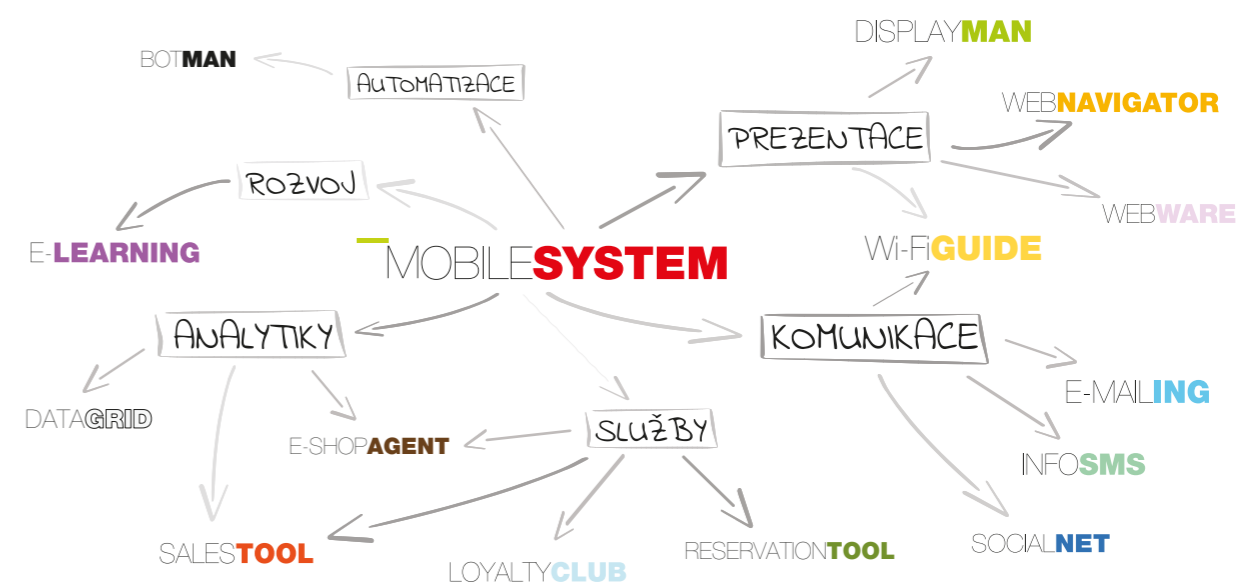 DISPLAYMAN
BOTMAN
AUTOMATIZACE
WEBNAVIGATOR
PREZENTACE
ROZVOJ
WEBWARE
E-LEARNING
MOBILESYSTEM
Wi-FiGUIDE
ANALYTIKY
KOMUNIKACE
E-MAILING
DATAGRID
E-SHOPAGENT
SLUŽBY
INFOSMS
SALESTOOL
RESERVATIONTOOL
SOCIALNET
LOYALTYCLUB